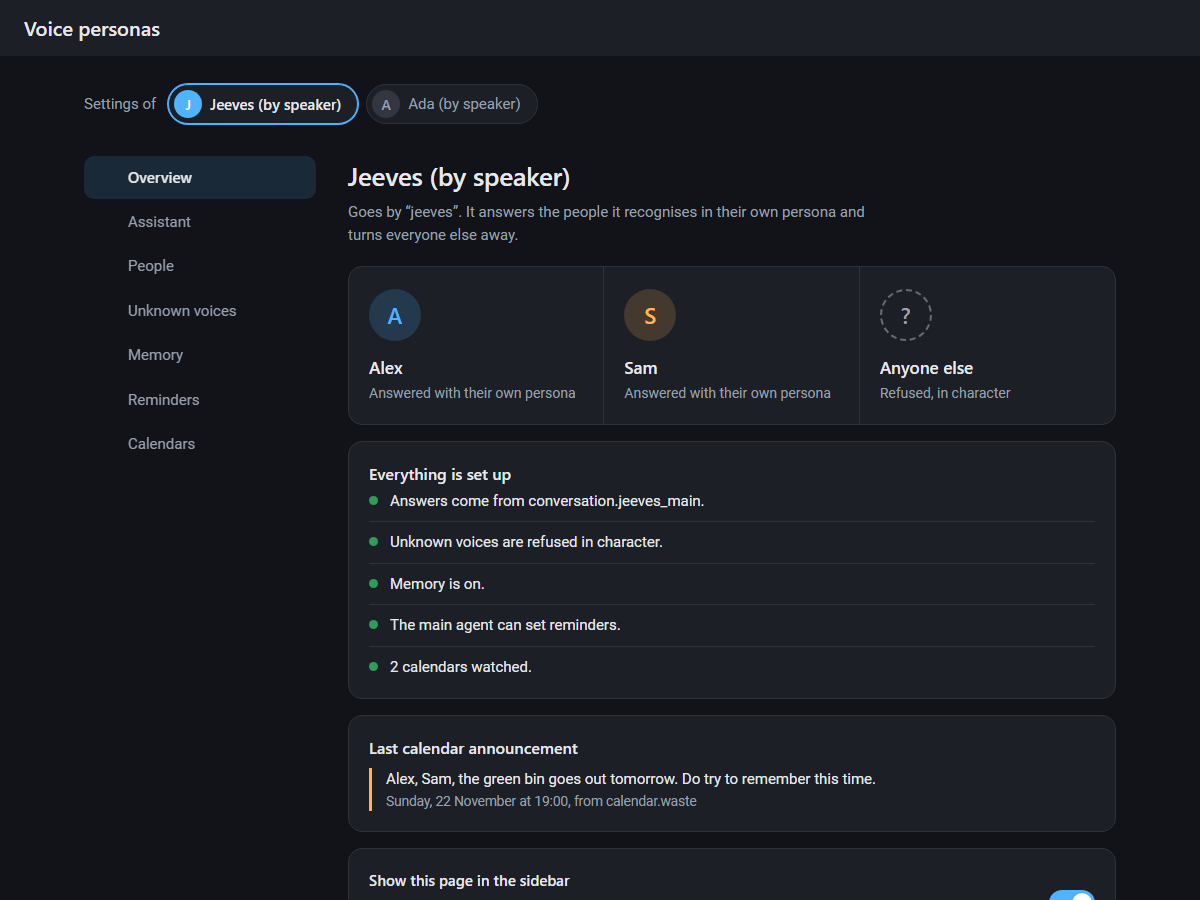 Voice personas
Settings of
J
Jeeves (by speaker)
A
Ada (by speaker)
Overview
Assistant
People
Unknown voices
Memory
Reminders
Calendars
Jeeves (by speaker)
Goes by “jeeves”. It answers the people it recognises in their own persona and
turns everyone else away.
A
Alex
Answered with their own persona
S
Sam
Answered with their own persona
?
Anyone else
Refused, in character
Everything is set up
Answers come from conversation.jeeves_main.
Unknown voices are refused in character.
Memory is on.
The main agent can set reminders.
2 calendars watched.
Last calendar announcement
Alex, Sam, the green bin goes out tomorrow. Do try to remember this time.
Sunday, 22 November at 19:00, from calendar.waste
Show this page in the sidebar